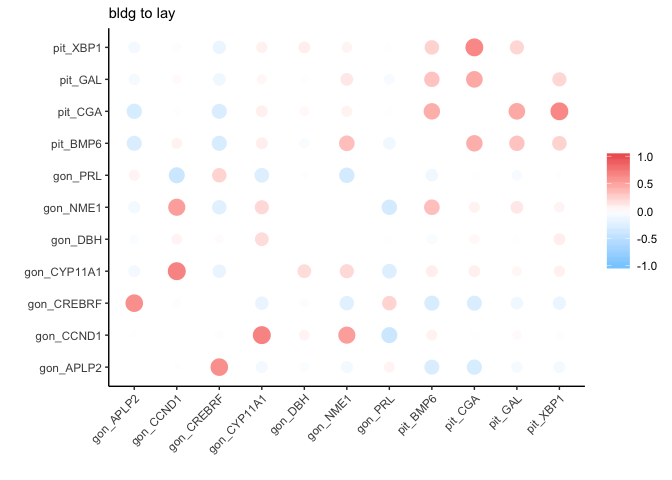 bldg to lay
pit_XBP1
pit_GAL
pit_CGA
pit_BMP6
gon_PRL
gon_NME1
gon_DBH
gon_CYP11A1
gon_CREBRF
gon_CCND1
gon_APLP2
gon_APLP2
gon_CCND1
gon_CREBRF
gon_CYP11A1
gon_DBH
gon_NME1
gon_PRL
pit_BMP6
pit_CGA
pit_GAL
pit_XBP1
1.0
0.5
0.0
-0.5
-1.0